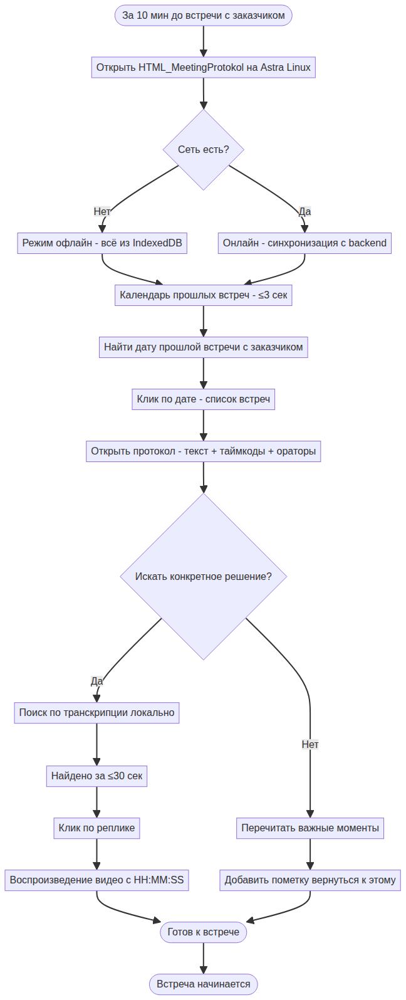 За 10 мин до встречи с заказчиком
Открыть HTML_MeetingProtokol на Astra Linux
Сеть есть?
Нет
Да
Режим офлайн - всё из IndexedDB
Онлайн - синхронизация с backend
Календарь прошлых встреч - ≤3 сек
Найти дату прошлой встречи с заказчиком
Клик по дате - список встреч
Открыть протокол - текст + таймкоды + ораторы
Искать конкретное решение?
Да
Поиск по транскрипции локально
Нет
Найдено за ≤30 сек
Клик по реплике
Перечитать важные моменты
Воспроизведение видео с HH:MM:SS
Добавить пометку вернуться к этому
Готов к встрече
Встреча начинается